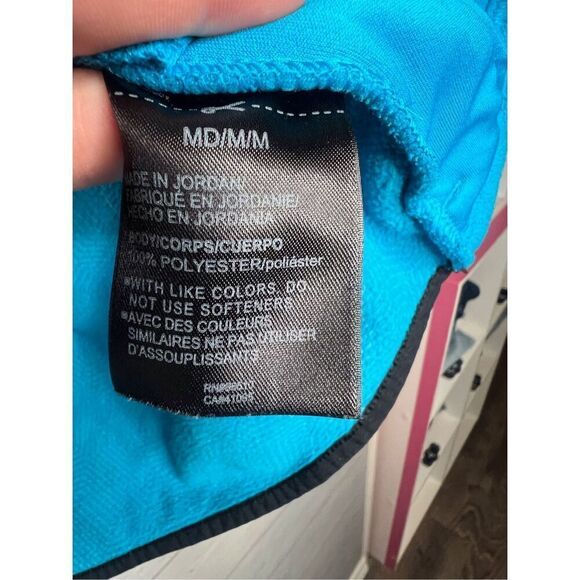 MD/M/M
MADE IN JORDAN/
FABRIQUÉ EN JORDANIE/
HECHO EN JORDANIA
*BODY/CORPS/CUERPO
100% POLYESTER/poliéster
*WITH LIKE COLORS, DO
NOT USE SOFTENERS
*AVEC DES COULEURS
SIMILAIRES NE PAS UTILISER
D'ASSOUPLISSANTS